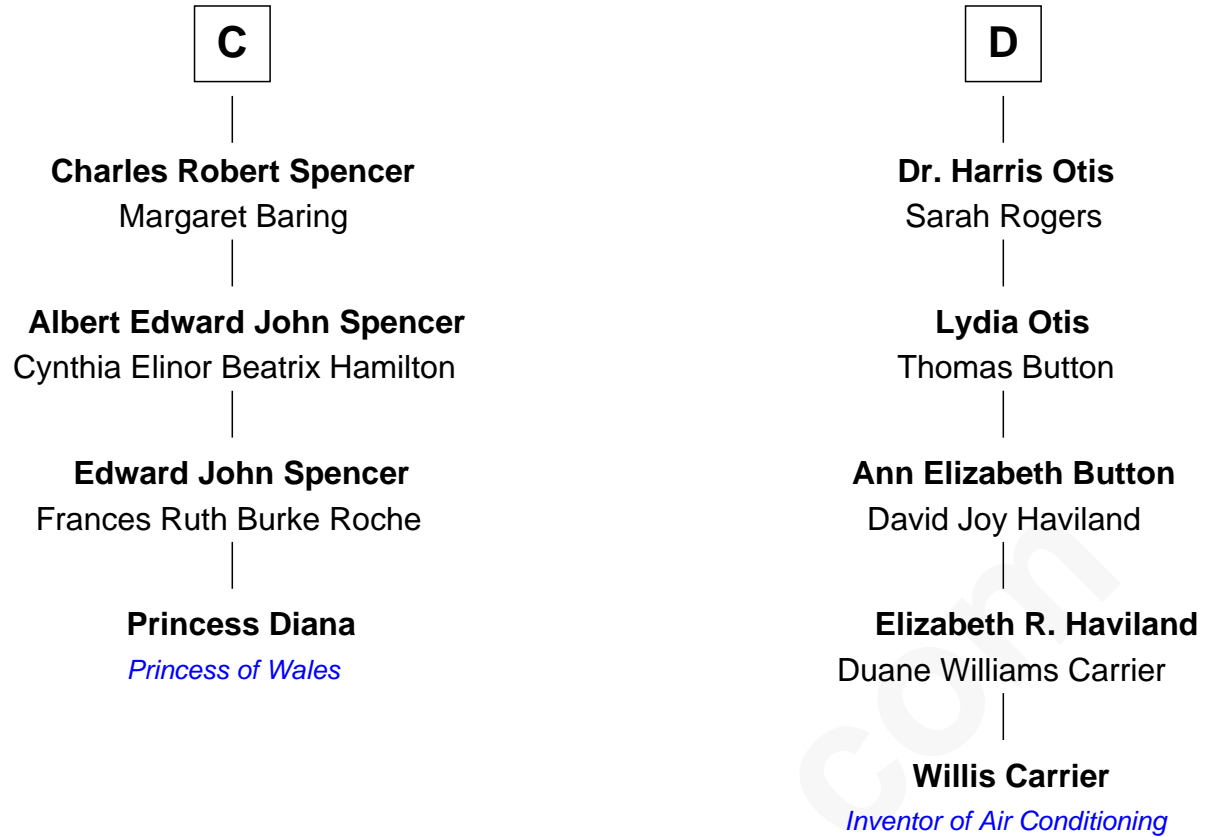 C
Charles Robert Spencer
Margaret Baring
Albert Edward John Spencer
Cynthia Elinor Beatrix Hamilton
Edward John Spencer
Frances Ruth Burke Roche
Princess Diana
Princess of Wales
D
Dr. Harris Otis
Sarah Rogers
Lydia Otis
Thomas Button
Ann Elizabeth Button
David Joy Haviland
Elizabeth R. Haviland
Duane Williams Carrier
Willis Carrier
Inventor of Air Conditioning
com